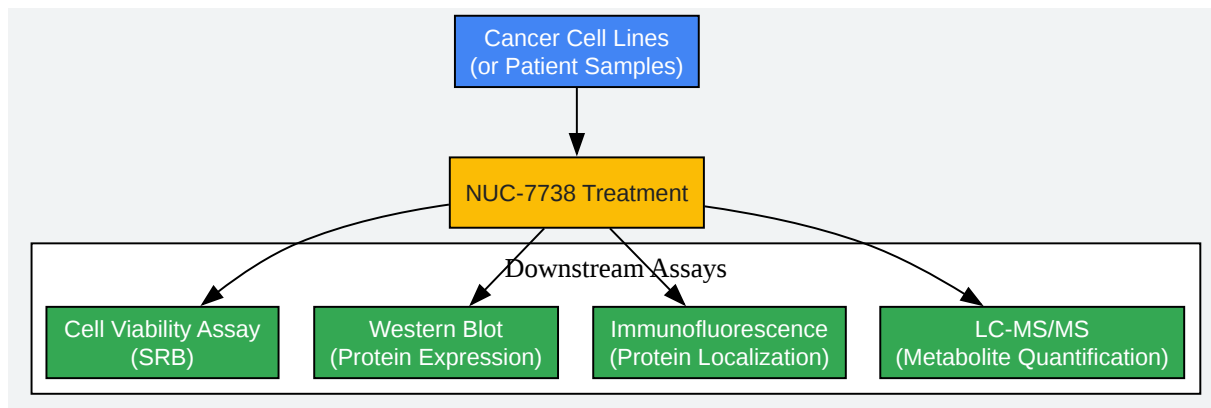 Cancer Cell Lines
(or Patient Samples)
NUC-7738 Treatment
Downstream Assays
Cell Viability Assay
(SRB)
Western Blot
(Protein Expression)
Immunofluorescence
(Protein Localization)
LC-MS/MS
(Metabolite Quantification)